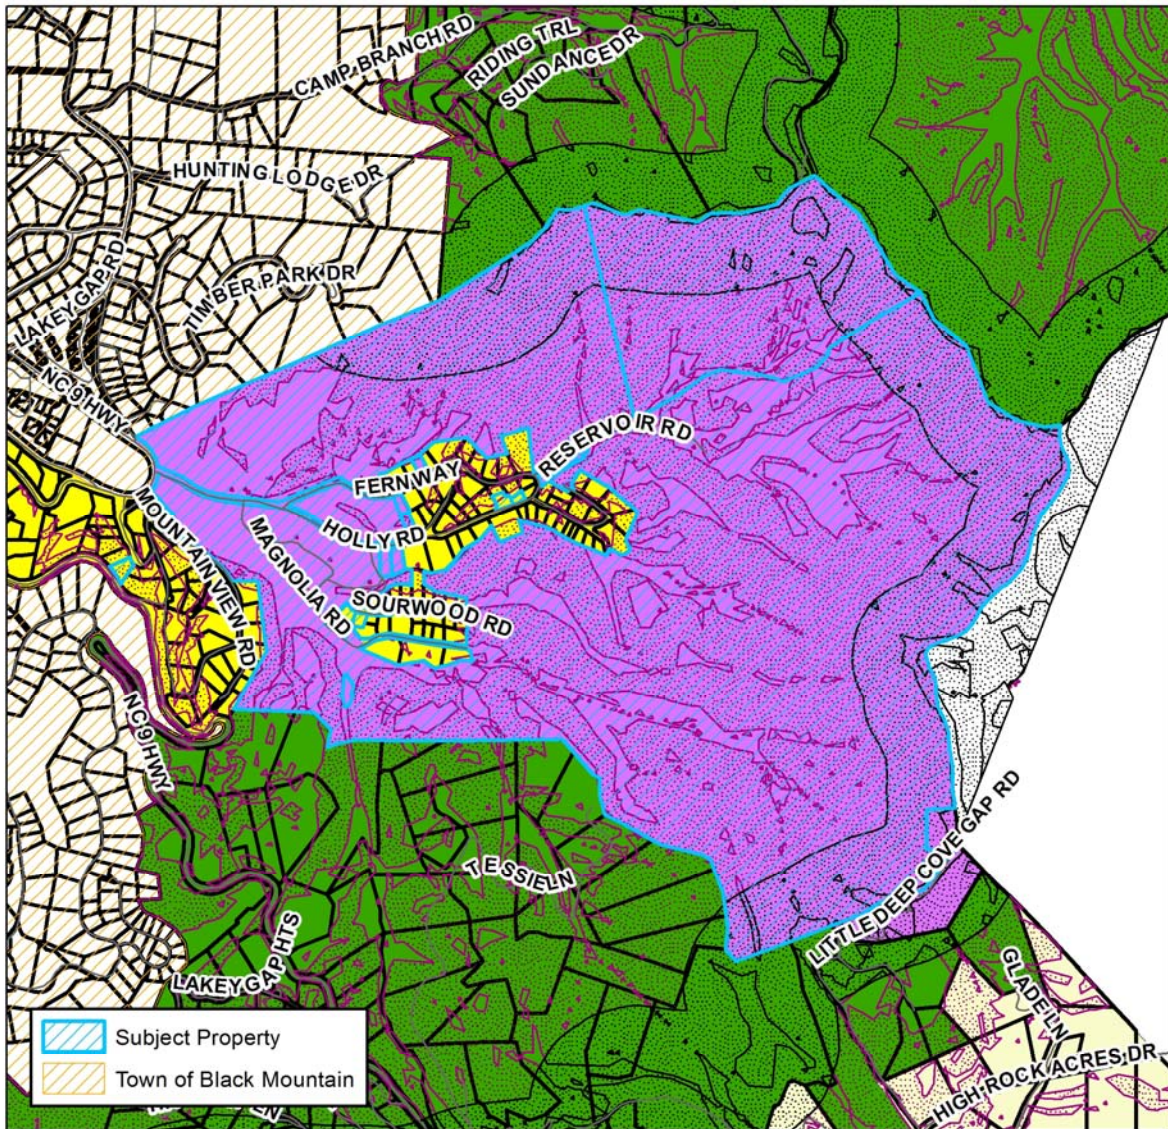 CAMP BRANCH RD
RIDING TRL
SUNDANCE DR
HUNTING LODGE DR
LAKEY GAP RD
TIMBER PARK DR
NC 9 HWY
FERNWAY
RESERVOIR RD
HOLLY RD
MOUNTAIN VIEW RD
MAGNOLIA RD
SOURWOOD RD
NC 9 HWY
TESSIE LN
LITTLE DEEP COVE GAP RD
LAKEY GAP HTS
GLADE LN
HIGH ROCK ACRES DR
Subject Property
Town of Black Mountain